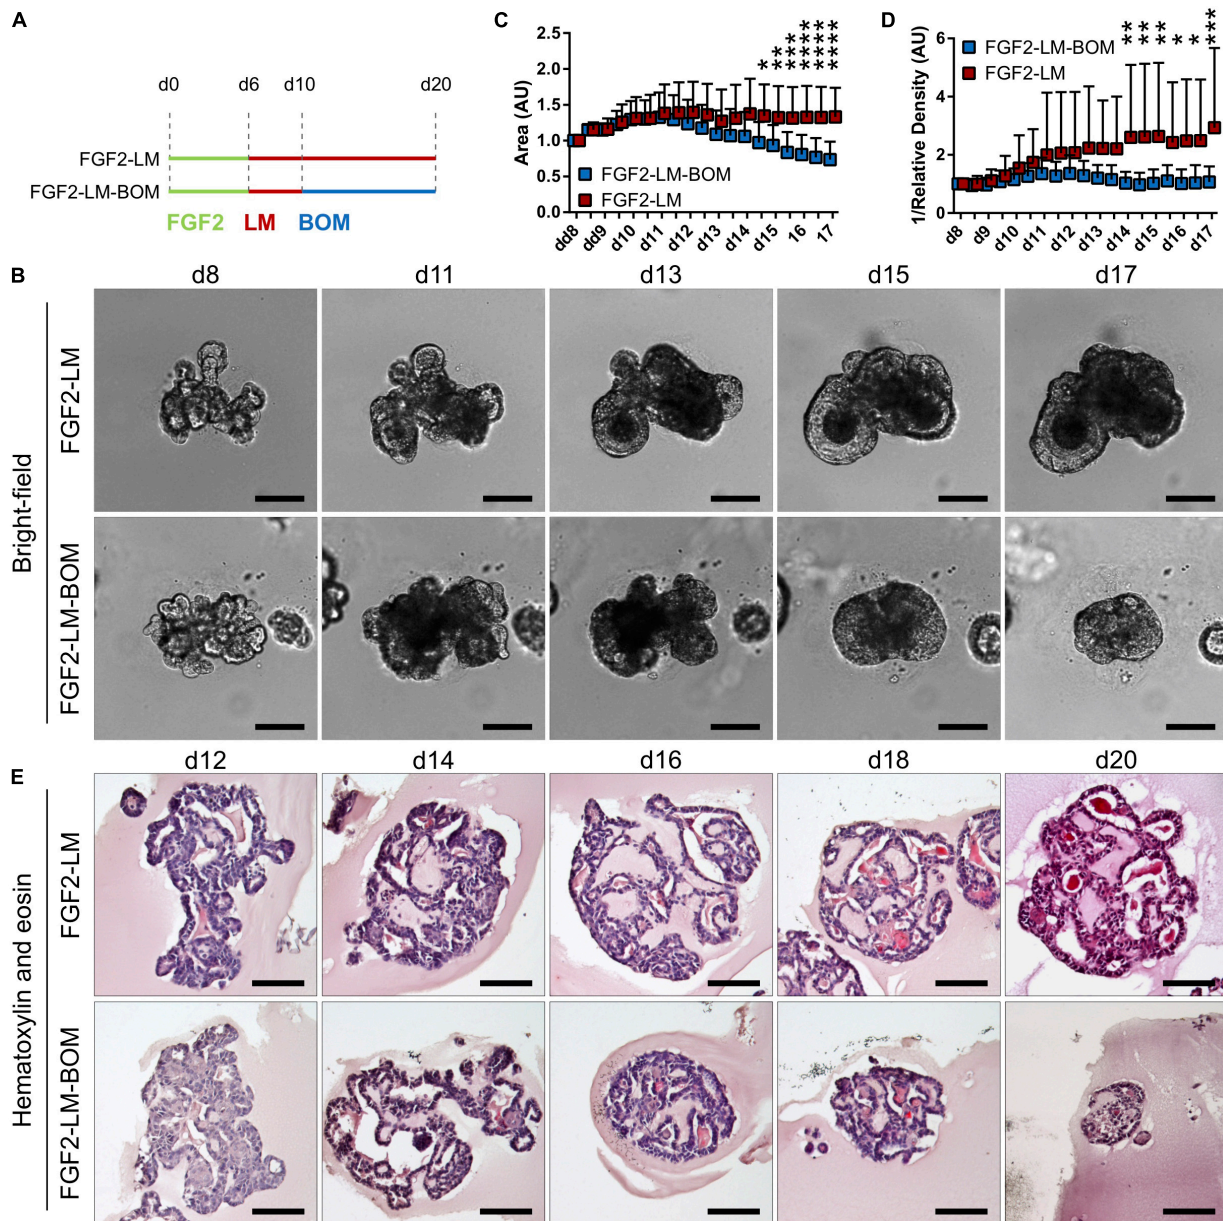 A
d0 d6 d10 d20
FGF2-LM
FGF2-LM-BOM
FGF2 LM BOM
C
Area (AU)
2.5
2.0
1.5
1.0
0.5
0.0
FGF2-LM-BOM
FGF2-LM
* ** *** **** **** ****
dd8 dd9 d10 d11 d12 d13 d14 d15 16 17
D
1/Relative Density (AU)
6
4
2
0
FGF2-LM-BOM
FGF2-LM
** ** ** * * ***
d8 d9 d10 d11 d12 d13 d14 d15 d16 d17
B
d8 d11 d13 d15 d17
Bright-field
FGF2-LM
FGF2-LM-BOM
E
d12 d14 d16 d18 d20
Hematoxylin and eosin
FGF2-LM
FGF2-LM-BOM